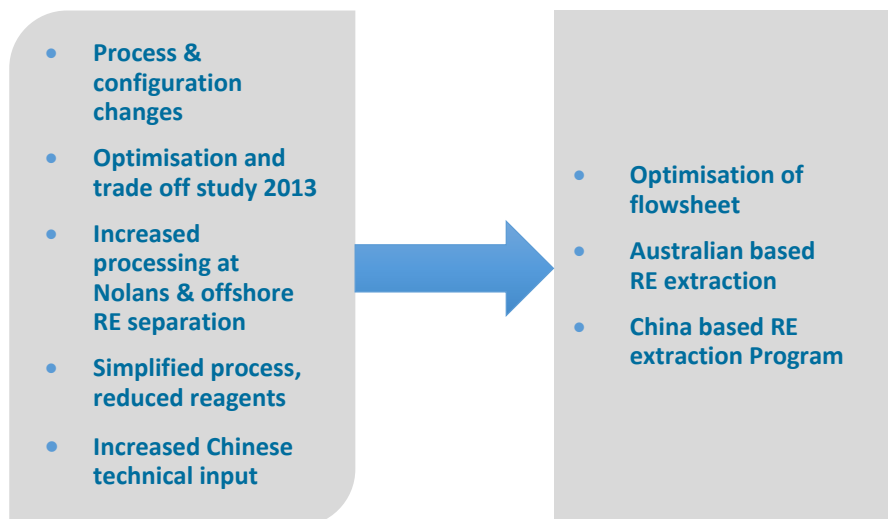 • Process &
configuration
changes
• Optimisation and
trade off study 2013
• Increased
processing at
Nolans & offshore
RE separation
• Simplified process,
reduced reagents
• Increased Chinese
technical input
• Optimisation of
flowsheet
• Australian based
RE extraction
• China based RE
extraction Program